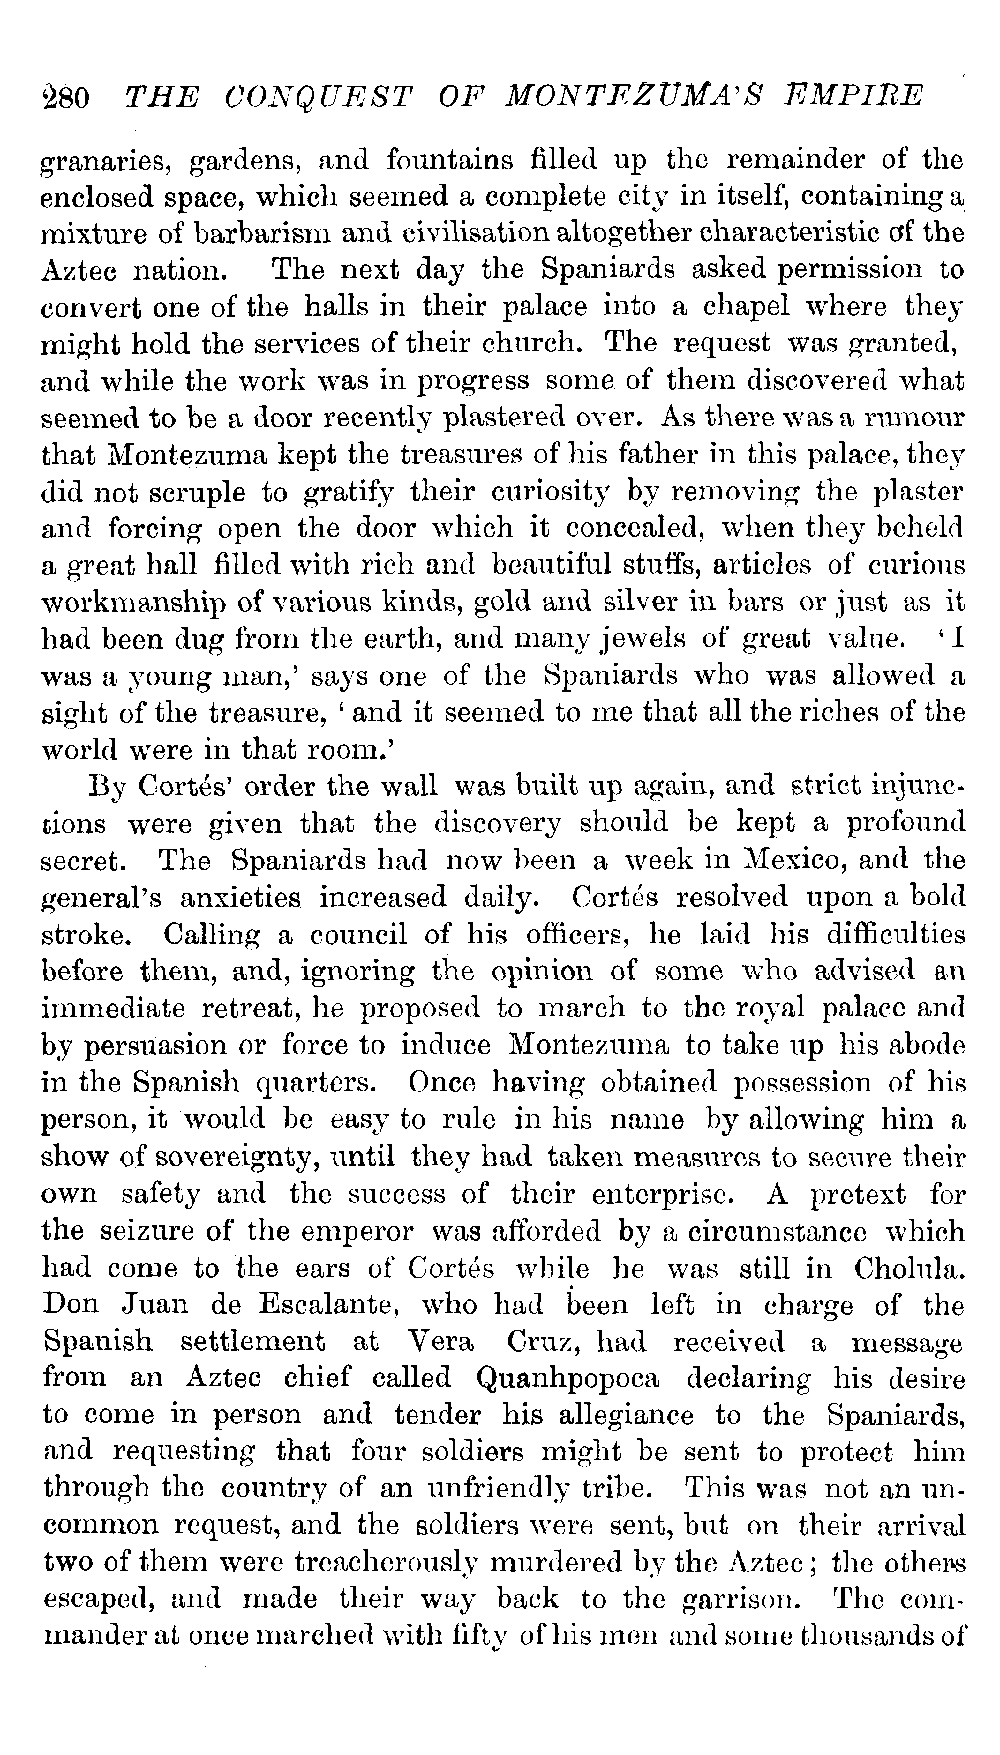 280 THE CONQUEST OF MONTEZUMA'S EMPIRE
granaries, gardens, and fountains filled up the remainder of the
enclosed space, which seemed a complete city in itself, containing a
mixture of barbarism and civilisation altogether characteristic of the
Aztec nation. The next day the Spaniards asked permission to
convert one of the halls in their palace into a chapel where they
might hold the services of their church. The request was granted,
and while the work was in progress some of them discovered what
seemed to be a door recently plastered over. As there was a rumour
that Montezuma kept the treasures of his father in this palace, they
did not scruple to gratify their curiosity by removing the plaster
and forcing open the door which it concealed, when they beheld
a great hall filled with rich and beautiful stuffs, articles of curious
workmanship of various kinds, gold and silver in bars or just as it
had been dug from the earth, and many jewels of great value. ‘I
was a young man,’ says one of the Spaniards who was allowed a
sight of the treasure, ‘and it seemed to me that all the riches of the
world were in that room.’
By Cortés’ order the wall was built up again, and strict injunc-
tions were given that the discovery should be kept a profound
secret. The Spaniards had now been a week in Mexico, and the
general's anxieties increased daily. Cortés resolved upon a bold
stroke. Calling a council of his officers, he laid his difficulties
before them, and, ignoring the opinion of some who advised an
immediate retreat, he proposed to march to the royal palace and
by persuasion or force to induce Montezuma to take up his abode
in the Spanish quarters. Once having obtained possession of his
person, it would be easy to rule in his name by allowing him a
show of sovereignty, until they had taken measures to secure their
own safety and the success of their enterprise. A pretext for
the seizure of the emperor was afforded by a circumstance which
had come to the ears of Cortés while he was still in Cholula.
Don Juan de Escalante, who had been left in charge of the
Spanish settlement at Vera Cruz, had received a message
from an Aztec chief called Quanhpopoca declaring his desire
to come in person and tender his allegiance to the Spaniards,
and requesting that four soldiers might be sent to protect him
through the country of an unfriendly tribe. This was not an un-
common request, and the soldiers were sent, but on their arrival
two of them were treacherously murdered by the Aztec; the others
escaped, and made their way back to the garrison. The com-
mander at once marched with fifty of his men and some thousands of